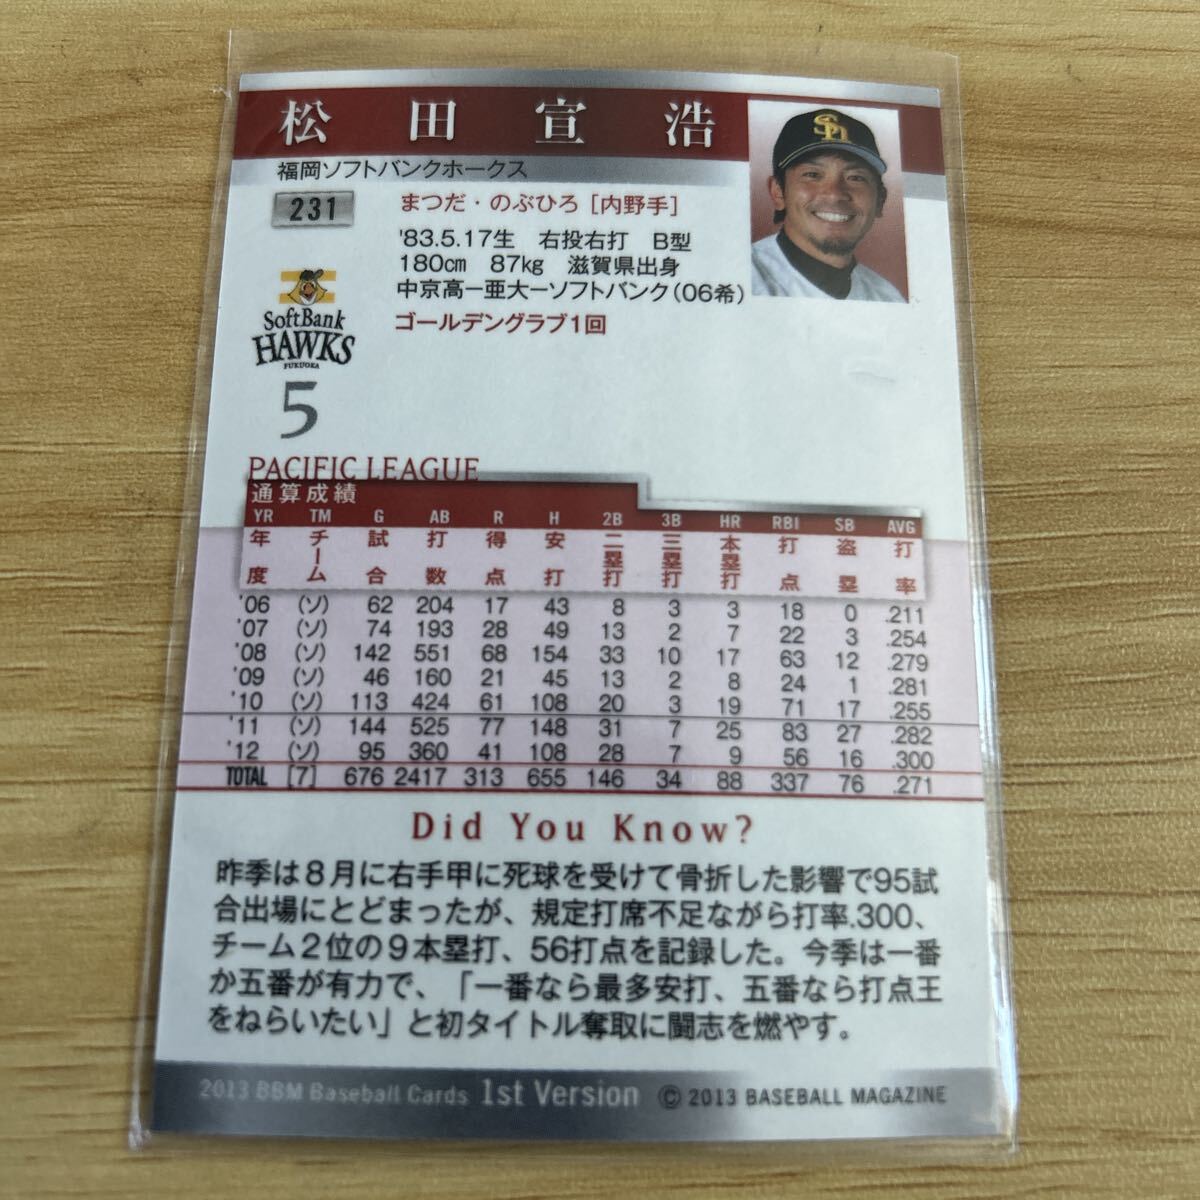 松田宣浩
福岡ソフトバンクホークス
231
まつだ・のぶひろ [内野手]
'83.5.17生 右投右打 B型
180cm 87kg 滋賀県出身
中京高ー亜大ーソフトバンク(06希)
ゴールデングラブ1回
SH
SoftBank
HAWKS
FUKUOKA
5
PACIFIC LEAGUE
通算成績
YR TM G AB R H 2B 3B HR RBI SB AVG
年度 チーム 試合 打数 得点 安打 二塁打 三塁打 本塁打 打点 盗塁 打率
'06 (ソ) 62 204 17 43 8 3 3 18 0 .211
'07 (ソ) 74 193 28 49 13 2 7 22 3 .254
'08 (ソ) 142 551 68 154 33 10 17 63 12 .279
'09 (ソ) 46 160 21 45 13 2 8 24 1 .281
'10 (ソ) 113 424 61 108 20 3 19 71 17 .255
'11 (ソ) 144 525 77 148 31 7 25 83 27 .282
'12 (ソ) 95 360 41 108 28 7 9 56 16 .300
TOTAL [7] 676 2417 313 655 146 34 88 337 76 .271
Did You Know?
昨季は8月に右手甲に死球を受けて骨折した影響で95試
合出場にとどまったが、規定打席不足ながら打率.300、
チーム2位の9本塁打、56打点を記録した。今季は一番
か五番が有力で、「一番なら最多安打、五番なら打点王
をねらいたい」と初タイトル奪取に闘志を燃やす。
2013 BBM Baseball Cards 1st Version © 2013 BASEBALL MAGAZINE